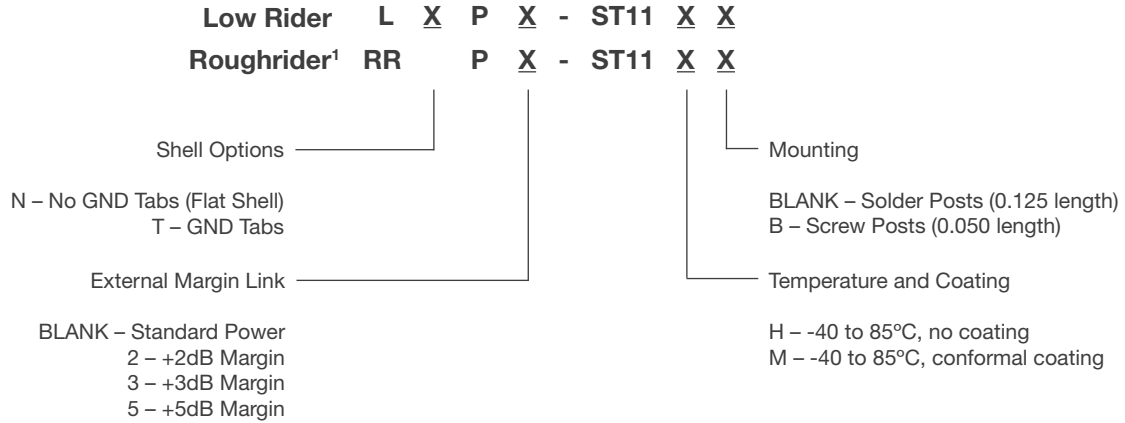 Low Rider L X P X - ST11 X X
Roughrider¹ RR P X - ST11 X X
Shell Options
N – No GND Tabs (Flat Shell)
T – GND Tabs
External Margin Link
BLANK – Standard Power
2 – +2dB Margin
3 – +3dB Margin
5 – +5dB Margin
Mounting
BLANK – Solder Posts (0.125 length)
B – Screw Posts (0.050 length)
Temperature and Coating
H – -40 to 85ºC, no coating
M – -40 to 85ºC, conformal coating